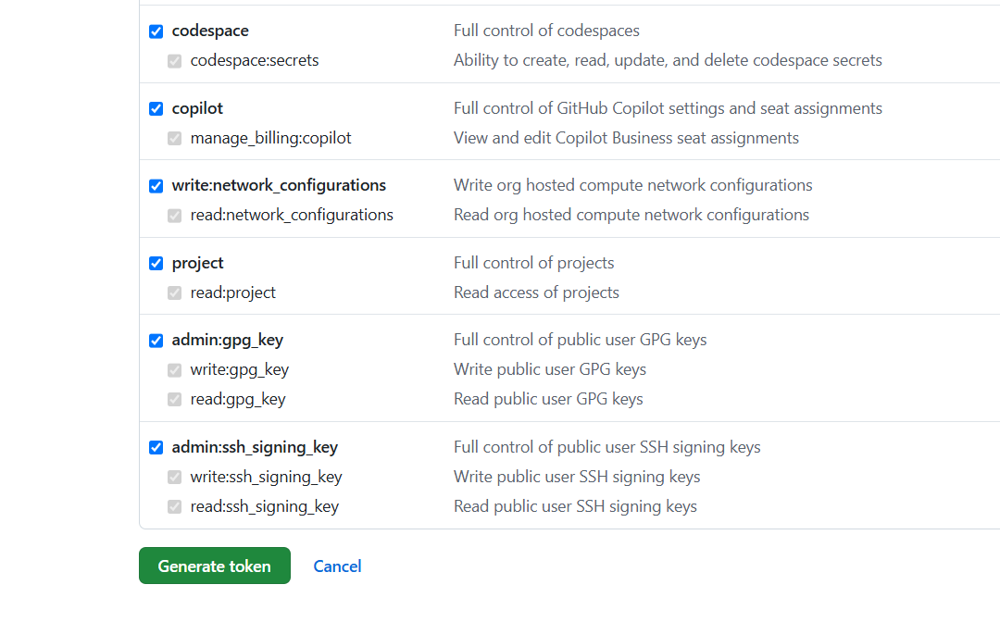 codespace Full control of codespaces
codespace:secrets Ability to create, read, update, and delete codespace secrets
copilot Full control of GitHub Copilot settings and seat assignments
manage_billing:copilot View and edit Copilot Business seat assignments
write:network_configurations Write org hosted compute network configurations
read:network_configurations Read org hosted compute network configurations
project Full control of projects
read:project Read access of projects
admin:gpg_key Full control of public user GPG keys
write:gpg_key Write public user GPG keys
read:gpg_key Read public user GPG keys
admin:ssh_signing_key Full control of public user SSH signing keys
write:ssh_signing_key Write public user SSH signing keys
read:ssh_signing_key Read public user SSH signing keys
Generate token Cancel